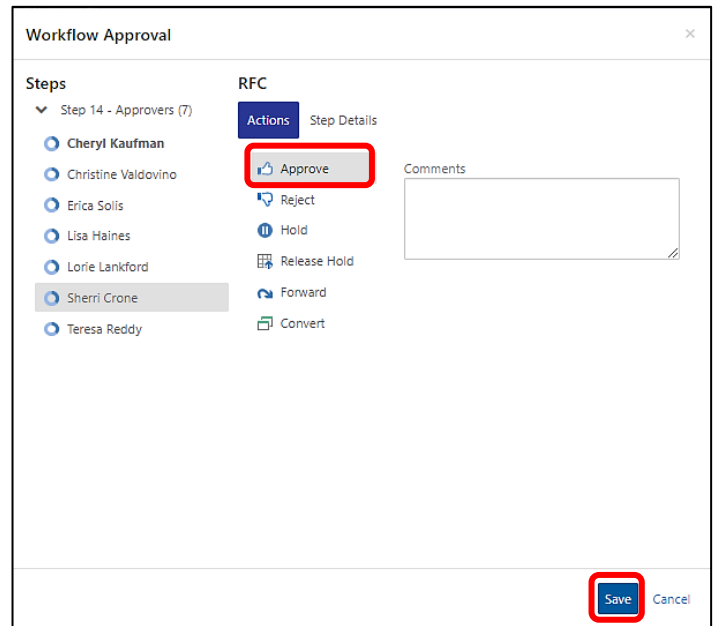 Workflow Approval
Steps
Step 14 - Approvers (7)
Cheryl Kaufman
Christine Valdovino
Erica Solis
Lisa Haines
Lorie Lankford
Sherri Crone
Teresa Reddy
RFC
Actions
Step Details
Approve
Reject
Hold
Release Hold
Forward
Convert
Comments
Save
Cancel